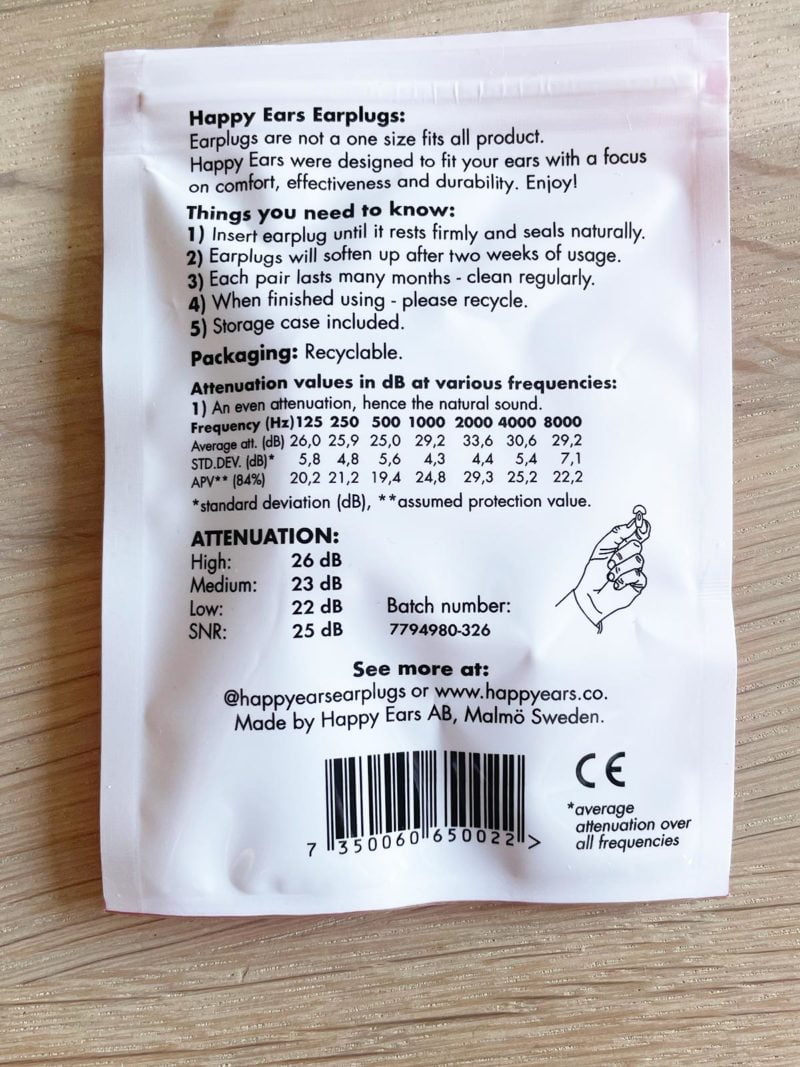 Happy Ears Earplugs:
Earplugs are not a one size fits all product.
Happy Ears were designed to fit your ears with a focus
on comfort, effectiveness and durability. Enjoy!
Things you need to know:
1) Insert earplug until it rests firmly and seals naturally.
2) Earplugs will soften up after two weeks of usage.
3) Each pair lasts many months - clean regularly.
4) When finished using - please recycle.
5) Storage case included.
Packaging: Recyclable.
Attenuation values in dB at various frequencies:
1) An even attenuation, hence the natural sound.
Frequency (Hz) 125 250 500 1000 2000 4000 8000
Average att. (dB) 26,0 25,9 25,0 29,2 33,6 30,6 29,2
STD.DEV. (dB)* 5,8 4,8 5,6 4,3 4,4 5,4 7,1
APV** (84%) 20,2 21,2 19,4 24,8 29,3 25,2 22,2
*standard deviation (dB), **assumed protection value.
ATTENUATION:
High: 26 dB
Medium: 23 dB
Low: 22 dB Batch number:
SNR: 25 dB 7794980-326
See more at:
@happyearsearplugs or www.happyears.co.
Made by Happy Ears AB, Malmö Sweden.
CE
*average
attenuation over
all frequencies
7 350060 650022 >